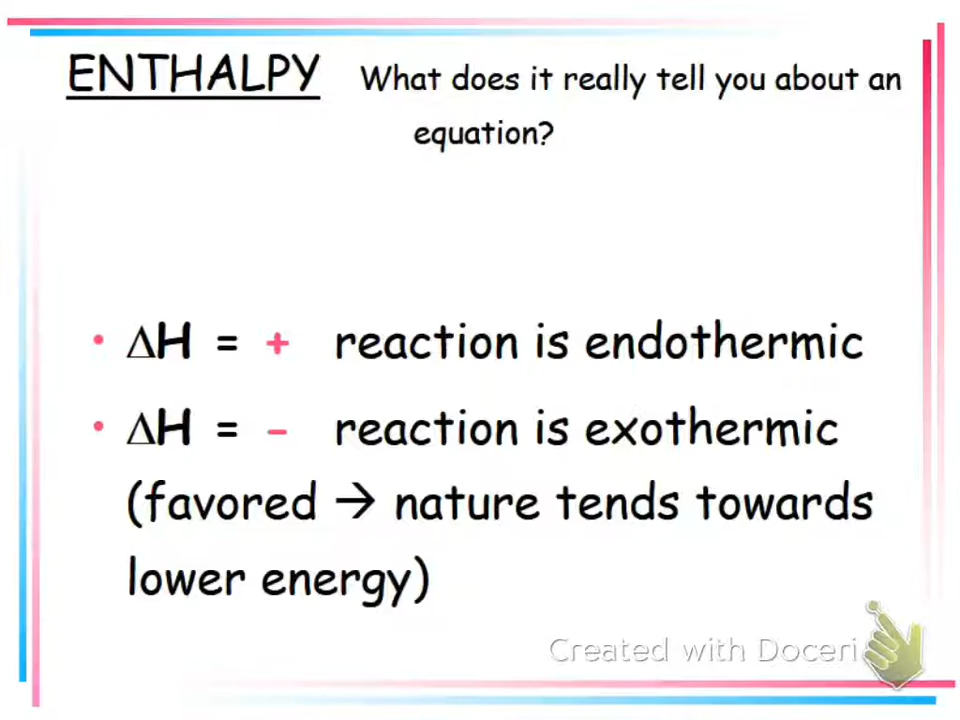 ENTHALPY What does it really tell you about an
equation?
• ΔH = + reaction is endothermic
• ΔH = - reaction is exothermic
(favored → nature tends towards
lower energy)
Created with Doceri